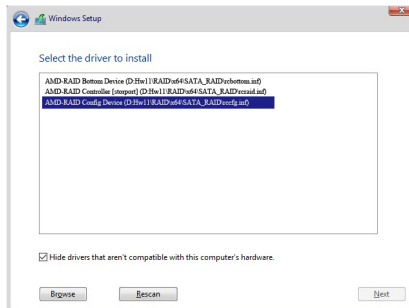 Windows Setup
Select the driver to install
AMD-RAID Bottom Device (D:Hw11\RAID\x64\SATA_RAID\rcbottom.inf)
AMD-RAID Controller [storport] (D:Hw11\RAID\x64\SATA_RAID\rcraid.inf)
AMD-RAID Config Device (D:Hw11\RAID\x64\SATA_RAID\rccfg.inf)
Hide drivers that aren't compatible with this computer's hardware.
Browse Rescan Next